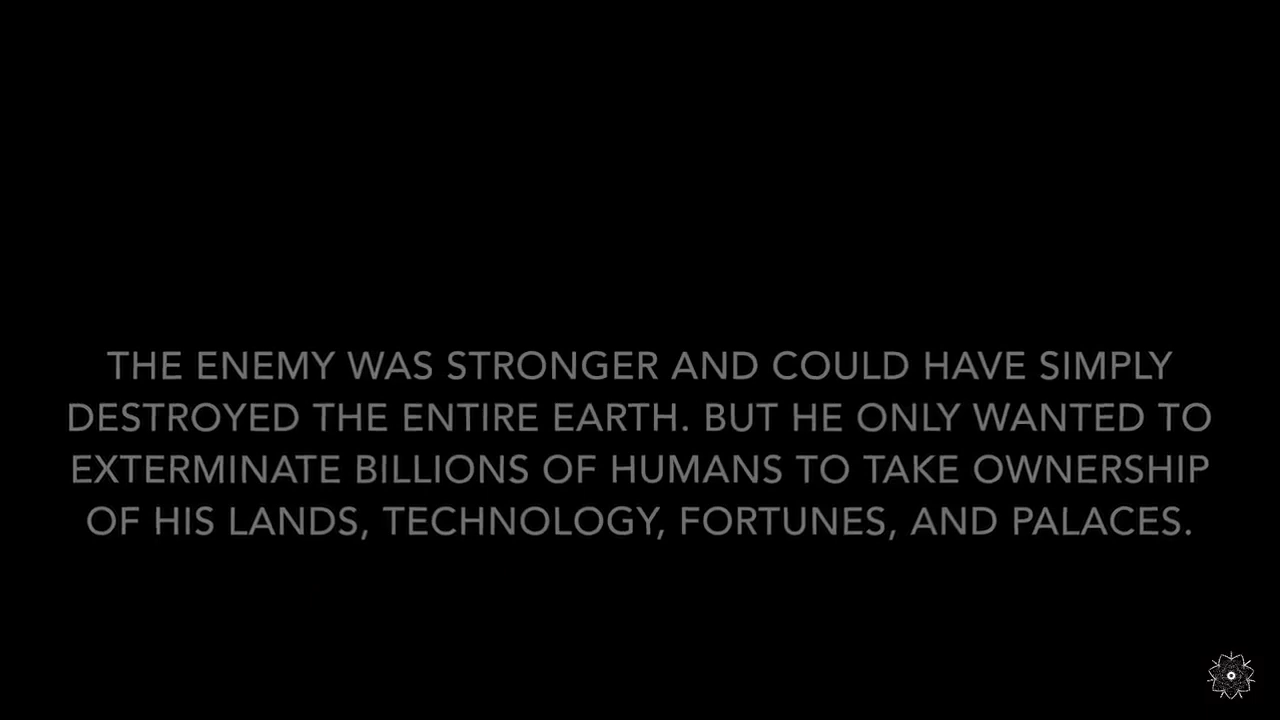 THE ENEMY WAS STRONGER AND COULD HAVE SIMPLY
DESTROYED THE ENTIRE EARTH. BUT HE ONLY WANTED TO
EXTERMINATE BILLIONS OF HUMANS TO TAKE OWNERSHIP
OF HIS LANDS, TECHNOLOGY, FORTUNES, AND PALACES.